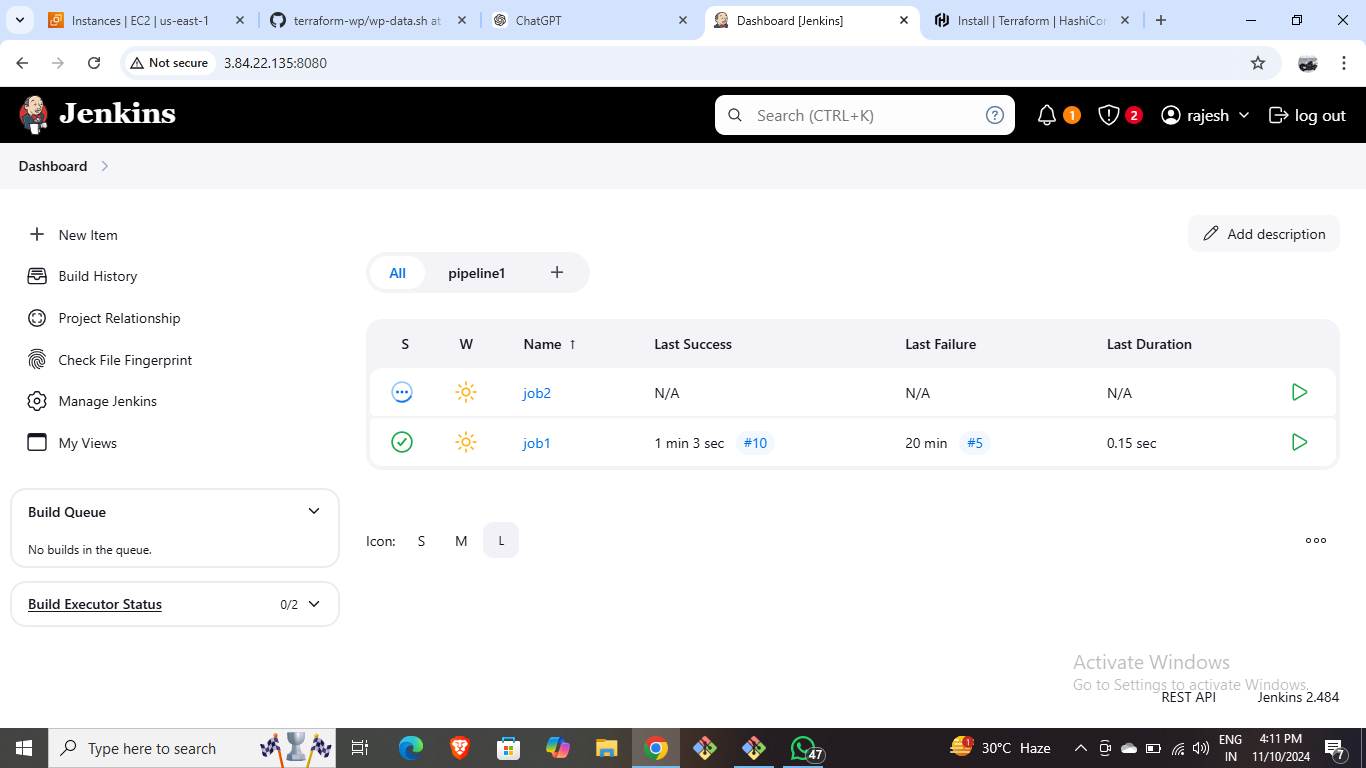 Instances | EC2 | us-east-1
terraform-wp/wp-data.sh at
ChatGPT
Dashboard [Jenkins]
Install | Terraform | HashiCor
Not secure
3.84.22.135:8080
Jenkins
Search (CTRL+K)
?
1
2
rajesh
log out
Dashboard
New Item
Build History
Project Relationship
Check File Fingerprint
Manage Jenkins
My Views
Add description
All
pipeline1
S W Name ↑ Last Success Last Failure Last Duration
job2 N/A N/A N/A
job1 1 min 3 sec #10 20 min #5 0.15 sec
Build Queue
No builds in the queue.
Build Executor Status 0/2
Icon: S M L
Activate Windows
Go to Settings to activate Windows.
REST API
Jenkins 2.484
Type here to search
47
1
30°C Haze
ENG
IN
4:11 PM
11/10/2024
7